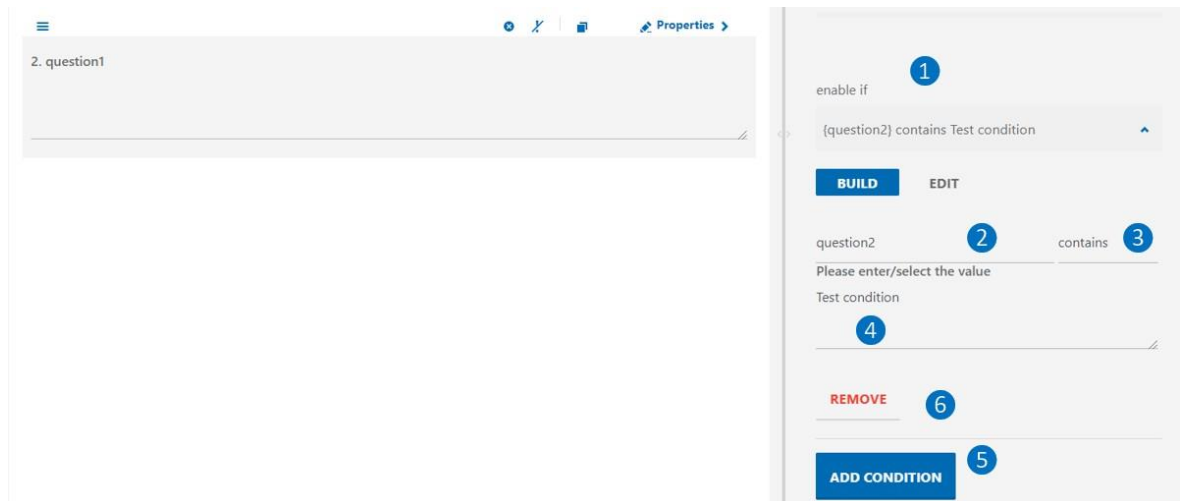 Properties
2. question1
1
enable if
{question2} contains Test condition
BUILD EDIT
question2 2 contains 3
Please enter/select the value
Test condition
4
REMOVE 6
5
ADD CONDITION